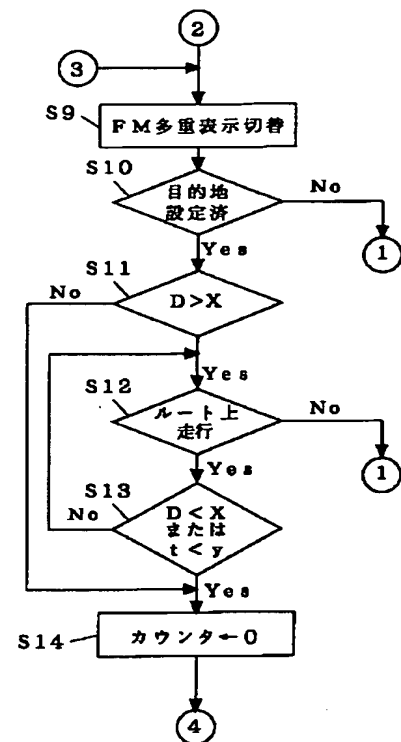 2
3
S9
FM多重表示切替
S10
目的地
設定済
No
Yes
1
S11
No
D>X
Yes
S12
ルート上
走行
No
Yes
1
S13
No
D<X
または
t<y
Yes
S14
カウンタ←0
4